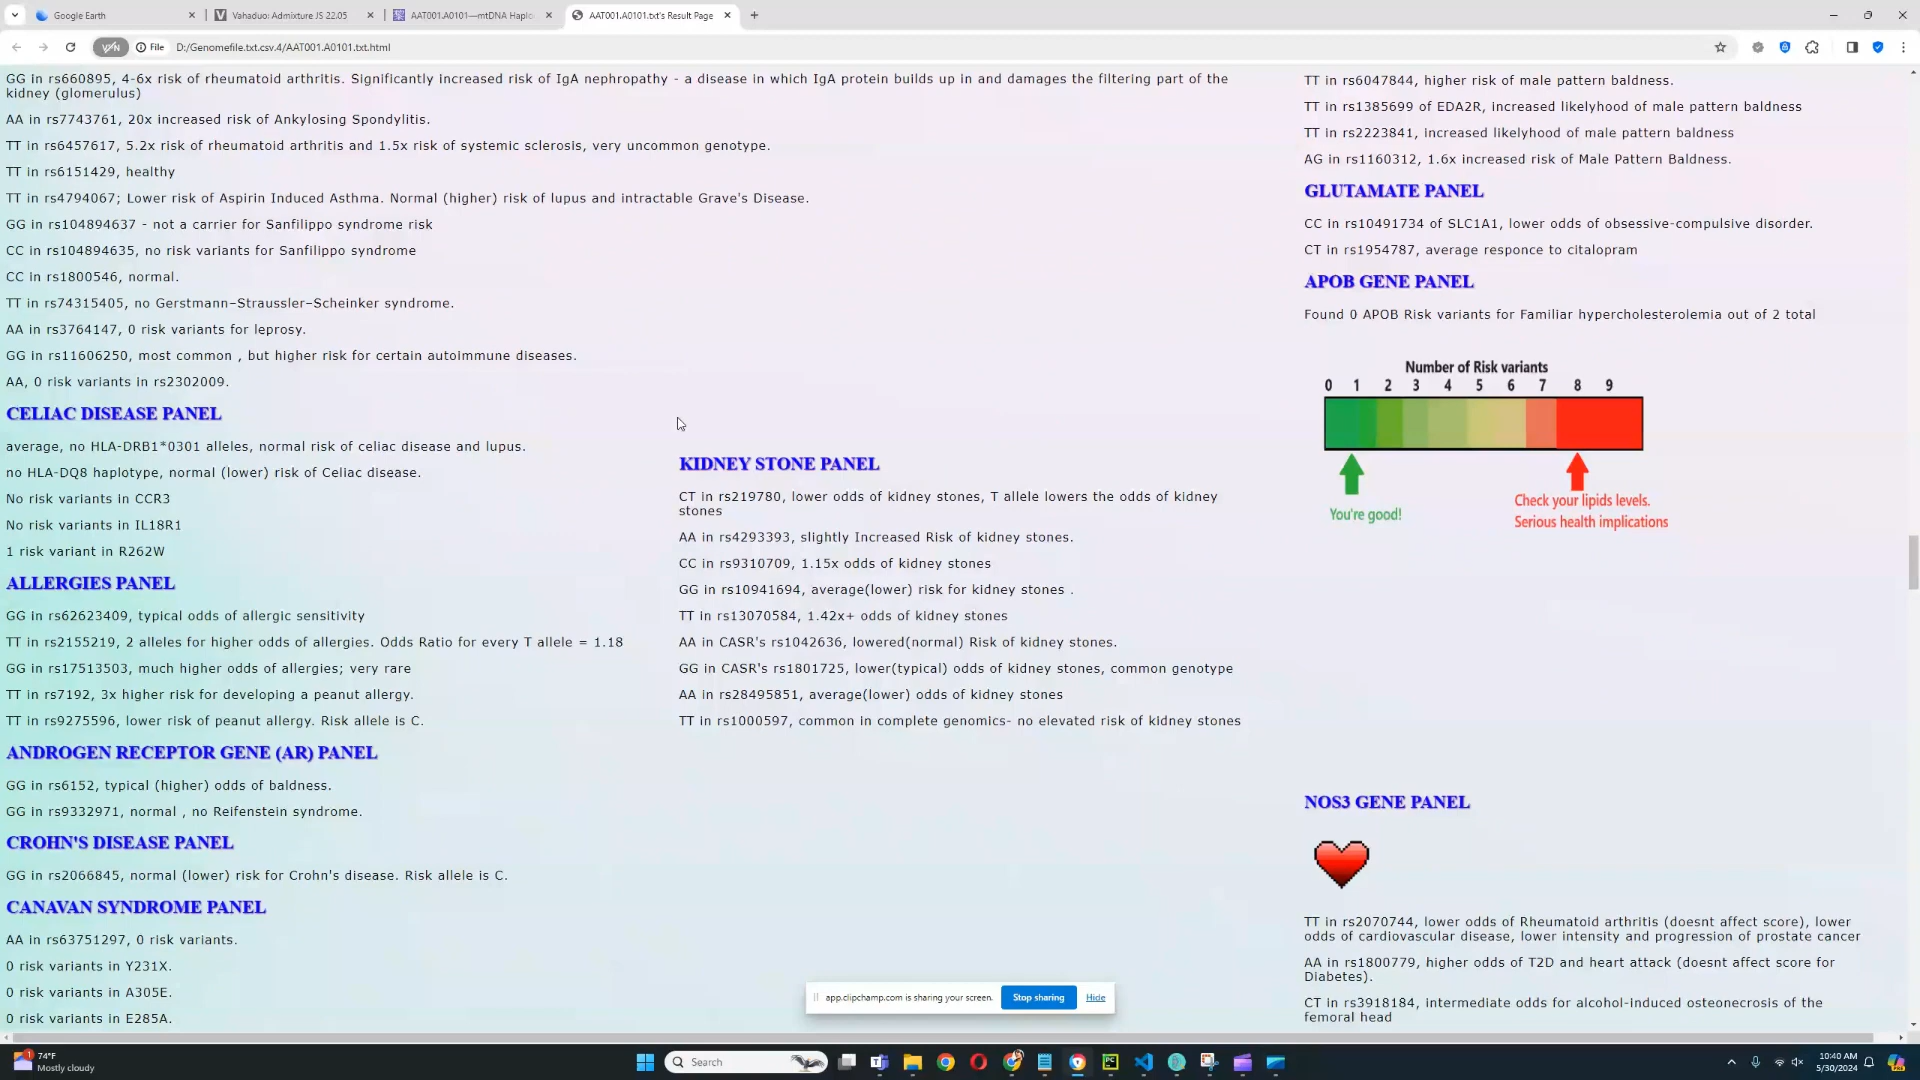 Google Earth
Vahaduo: Admixture JS 22.05
AAT001.A0101—mtDNA Haplo
AAT001.A0101.txt's Result Page
VPN
File
D:/Genomefile.txt.csv.4/AAT001.A0101.txt.html
GG in rs660895, 4-6x risk of rheumatoid arthritis. Significantly increased risk of IgA nephropathy - a disease in which IgA protein builds up in and damages the filtering part of the
kidney (glomerulus)
AA in rs7743761, 20x increased risk of Ankylosing Spondylitis.
TT in rs6457617, 5.2x risk of rheumatoid arthritis and 1.5x risk of systemic sclerosis, very uncommon genotype.
TT in rs6151429, healthy
TT in rs4794067; Lower risk of Aspirin Induced Asthma. Normal (higher) risk of lupus and intractable Grave's Disease.
GG in rs104894637 - not a carrier for Sanfilippo syndrome risk
CC in rs104894635, no risk variants for Sanfilippo syndrome
CC in rs1800546, normal.
TT in rs74315405, no Gerstmann–Straussler–Scheinker syndrome.
AA in rs3764147, 0 risk variants for leprosy.
GG in rs11606250, most common , but higher risk for certain autoimmune diseases.
AA, 0 risk variants in rs2302009.
CELIAC DISEASE PANEL
average, no HLA-DRB1*0301 alleles, normal risk of celiac disease and lupus.
no HLA-DQ8 haplotype, normal (lower) risk of Celiac disease.
No risk variants in CCR3
No risk variants in IL18R1
1 risk variant in R262W
ALLERGIES PANEL
GG in rs62623409, typical odds of allergic sensitivity
TT in rs2155219, 2 alleles for higher odds of allergies. Odds Ratio for every T allele = 1.18
GG in rs17513503, much higher odds of allergies; very rare
TT in rs7192, 3x higher risk for developing a peanut allergy.
TT in rs9275596, lower risk of peanut allergy. Risk allele is C.
ANDROGEN RECEPTOR GENE (AR) PANEL
GG in rs6152, typical (higher) odds of baldness.
GG in rs9332971, normal , no Reifenstein syndrome.
CROHN'S DISEASE PANEL
GG in rs2066845, normal (lower) risk for Crohn's disease. Risk allele is C.
CANAVAN SYNDROME PANEL
AA in rs63751297, 0 risk variants.
0 risk variants in Y231X.
0 risk variants in A305E.
0 risk variants in E285A.
KIDNEY STONE PANEL
CT in rs219780, lower odds of kidney stones, T allele lowers the odds of kidney
stones
AA in rs4293393, slightly Increased Risk of kidney stones.
CC in rs9310709, 1.15x odds of kidney stones
GG in rs10941694, average(lower) risk for kidney stones .
TT in rs13070584, 1.42x+ odds of kidney stones
AA in CASR's rs1042636, lowered(normal) Risk of kidney stones.
GG in CASR's rs1801725, lower(typical) odds of kidney stones, common genotype
AA in rs28495851, average(lower) odds of kidney stones
TT in rs1000597, common in complete genomics- no elevated risk of kidney stones
TT in rs6047844, higher risk of male pattern baldness.
TT in rs1385699 of EDA2R, increased likelyhood of male pattern baldness
TT in rs2223841, increased likelyhood of male pattern baldness
AG in rs1160312, 1.6x increased risk of Male Pattern Baldness.
GLUTAMATE PANEL
CC in rs10491734 of SLC1A1, lower odds of obsessive-compulsive disorder.
CT in rs1954787, average responce to citalopram
APOB GENE PANEL
Found 0 APOB Risk variants for Familiar hypercholesterolemia out of 2 total
Number of Risk variants
0 1 2 3 4 5 6 7 8 9
You're good!
Check your lipids levels.
Serious health implications
NOS3 GENE PANEL
TT in rs2070744, lower odds of Rheumatoid arthritis (doesnt affect score), lower
odds of cardiovascular disease, lower intensity and progression of prostate cancer
AA in rs1800779, higher odds of T2D and heart attack (doesnt affect score for
Diabetes).
CT in rs3918184, intermediate odds for alcohol-induced osteonecrosis of the
femoral head
app.clipchamp.com is sharing your screen.
Stop sharing
Hide
1
74°F
Mostly cloudy
Search
10:40 AM
5/30/2024